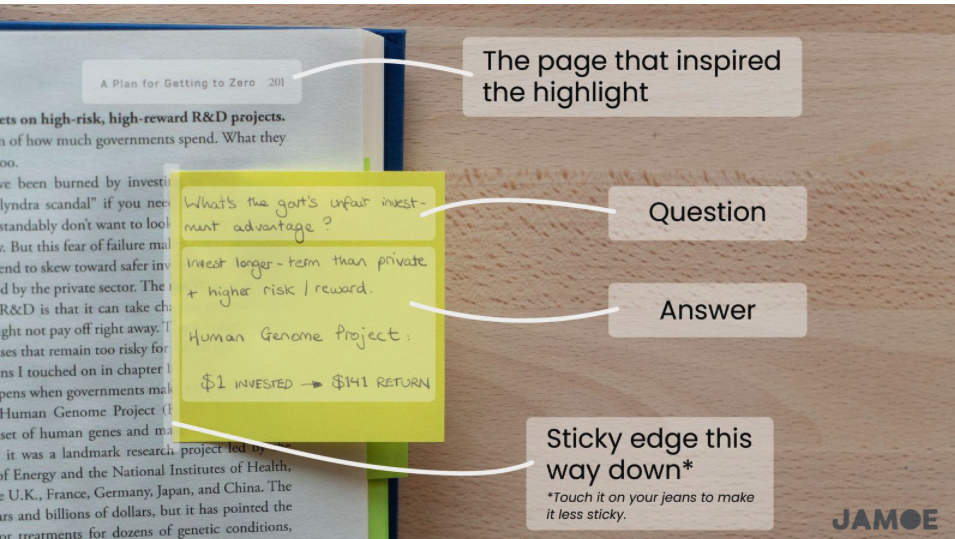 The page that inspired
the highlight
A Plan for Getting to Zero 201
ets on high-risk, high-reward R&D projects.
n of how much governments spend. What they
oo.
ve been burned by investi
lyndra scandal" if you nee
standably don't want to look
y. But this fear of failure mal
end to skew toward safer inv
d by the private sector. The
R&D is that it can take ch
ght not pay off right away. T
ses that remain too risky for
ns I touched on in chapter
pens when governments mak
Human Genome Project (
set of human genes and ma
it was a landmark research project led by
of Energy and the National Institutes of Health,
e U.K., France, Germany, Japan, and China. The
ars and billions of dollars, but it has pointed the
or treatments for dozens of genetic conditions,
What's the govt's unfair invest-
ment advantage?
Invest longer-term than private
+ higher risk / reward.
Human Genome Project:
$1 INVESTED → $141 RETURN
Question
Answer
Sticky edge this
way down*
*Touch it on your jeans to make
it less sticky.
JAMOE